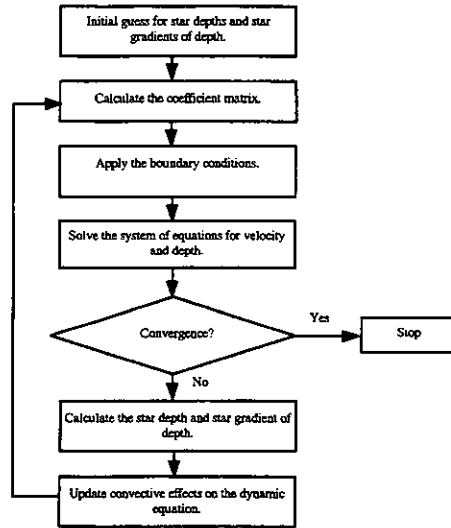 Initial guess for star depths and star
gradients of depth.
Calculate the coefficient matrix.
Apply the boundary conditions.
Solve the system of equations for velocity
and depth.
Convergence?
Yes
Stop
No
Calculate the star depth and star gradient of
depth.
Update convective effects on the dynamic
equation.